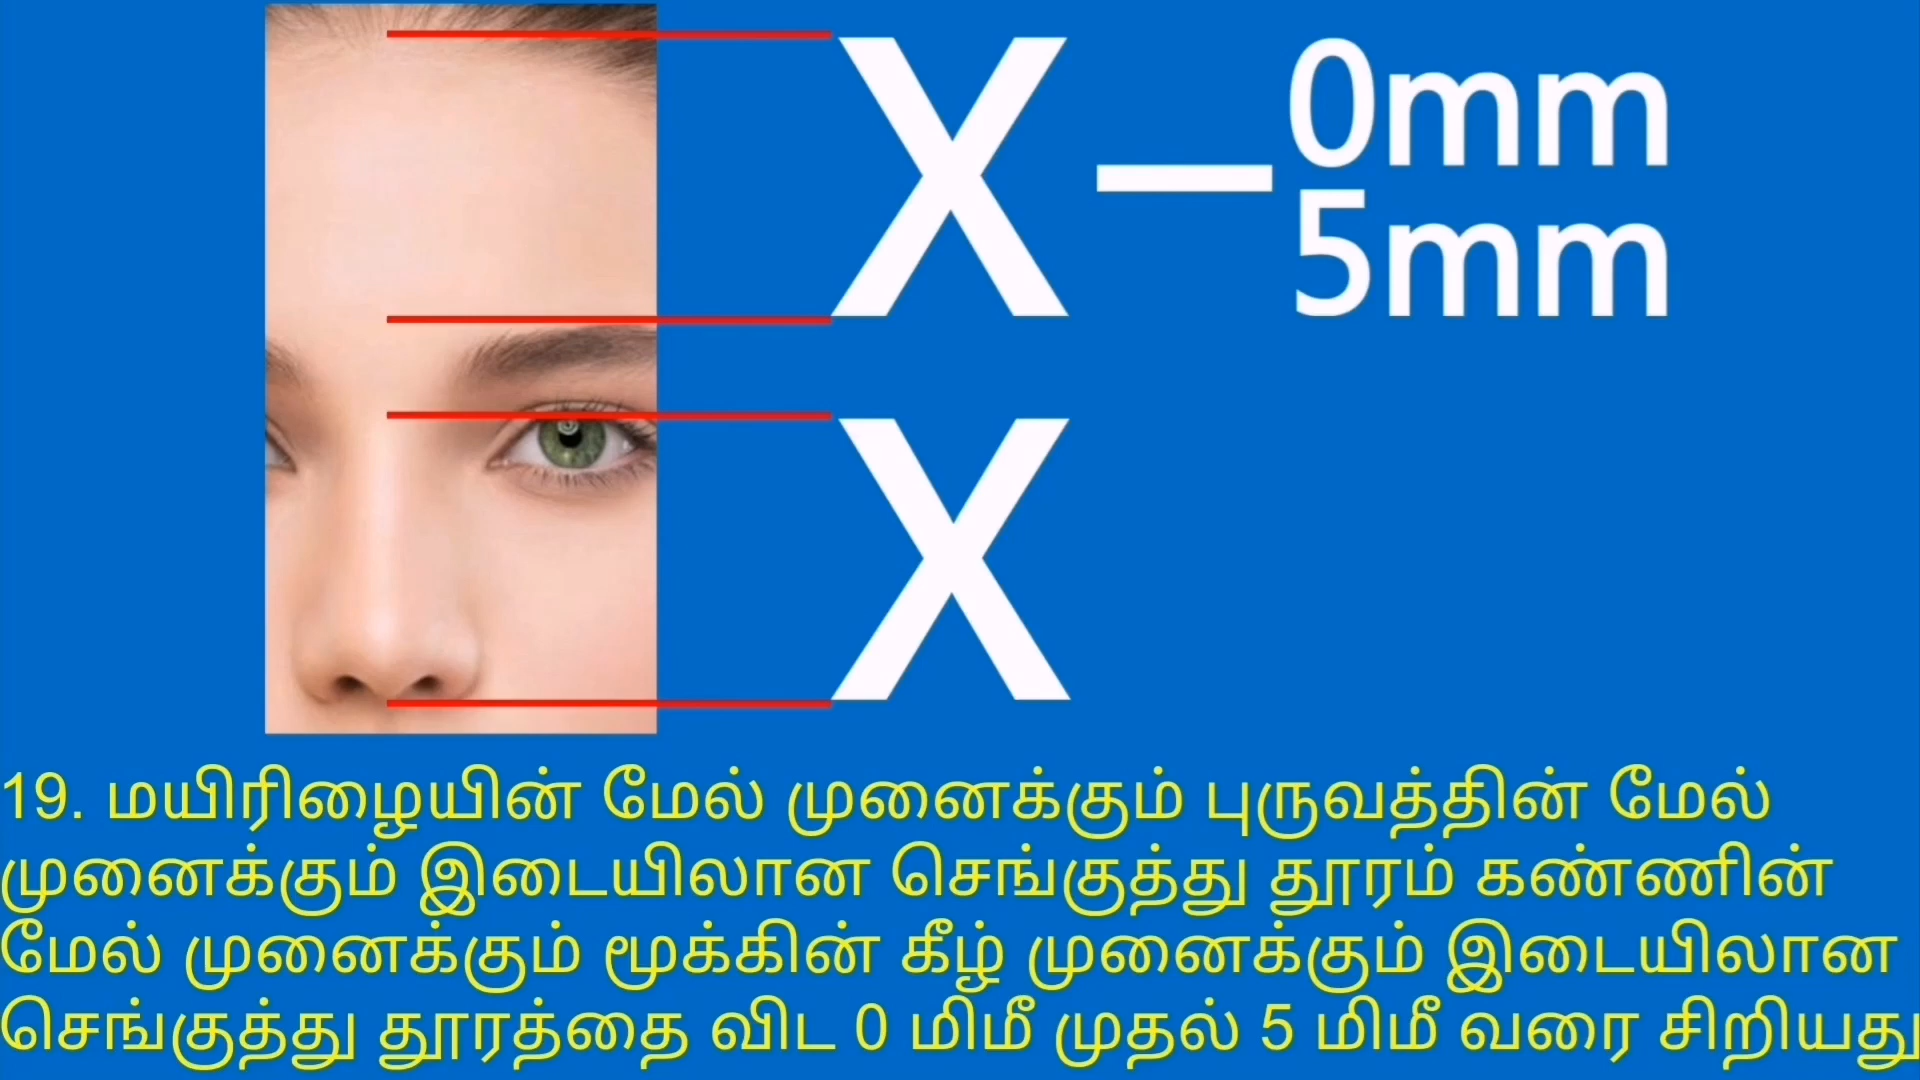 X – 0mm
5mm
X
19. மயிரிழையின் மேல் முனைக்கும் புருவத்தின் மேல்
முனைக்கும் இடையிலான செங்குத்து தூரம் கண்ணின்
மேல் முனைக்கும் மூக்கின் கீழ் முனைக்கும் இடையிலான
செங்குத்து தூரத்தை விட 0 மிமீ முதல் 5 மிமீ வரை சிறியது